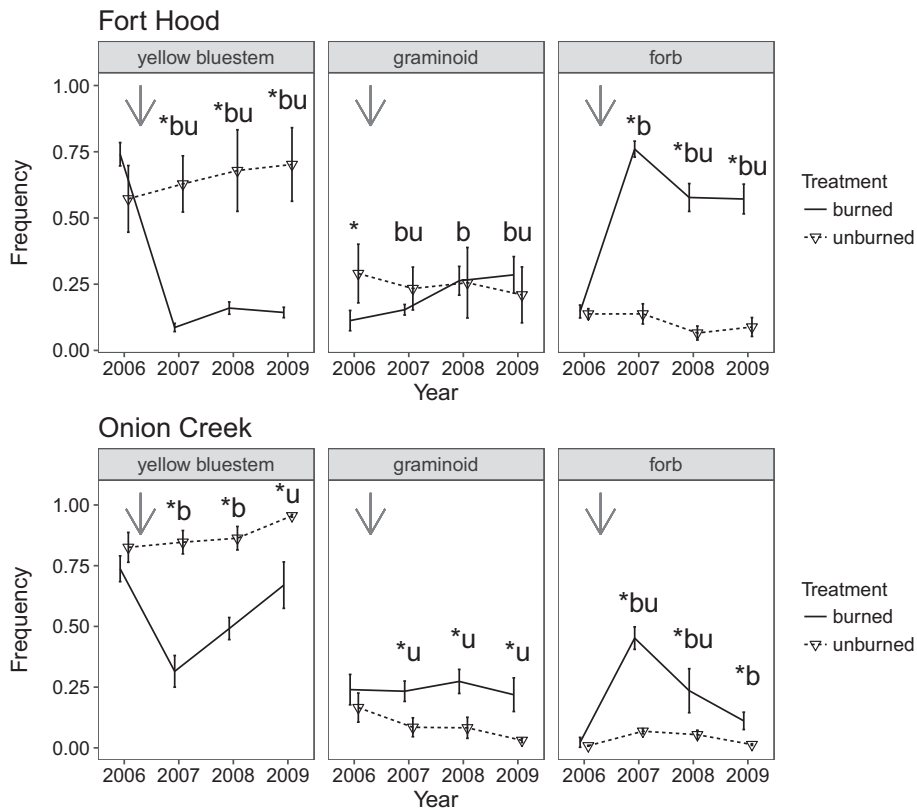 Fort Hood
yellow bluestem graminoid forb
1.00
0.75
0.50
0.25
0.00
Frequency
*bu *bu *bu
* bu b bu
*b *bu *bu
2006 2007 2008 2009 2006 2007 2008 2009 2006 2007 2008 2009
Year
Treatment
burned
unburned
Onion Creek
yellow bluestem graminoid forb
1.00
0.75
0.50
0.25
0.00
Frequency
*b *b *u
*u *u *u
*bu *bu *b
2006 2007 2008 2009 2006 2007 2008 2009 2006 2007 2008 2009
Year
Treatment
burned
unburned